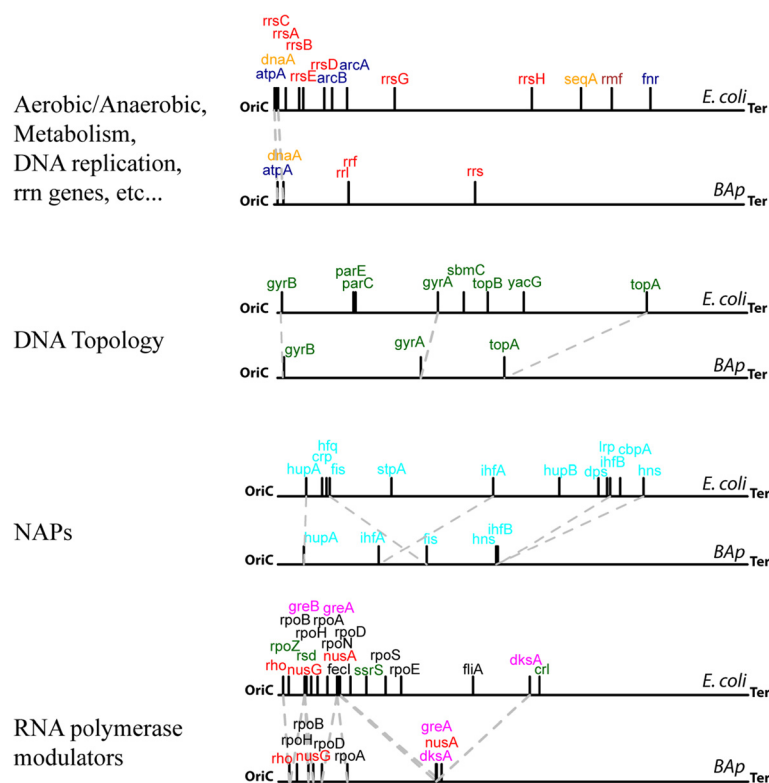 rrsC
rrsA
rrsB
dnaA
rrsD arcA
atpA rrsE arcB rrsG rrsH seqA rmf fnr
OriC E. coli Ter
Aerobic/Anaerobic,
Metabolism,
DNA replication,
rrn genes, etc...
dnaA rrf
atpA rrl rrs
OriC BAp Ter
parE sbmC
gyrB parC gyrA topB yacG topA
OriC E. coli Ter
DNA Topology
gyrB gyrA topA
OriC BAp Ter
hfq lrp cbpA
crp ihfB
hupA fis stpA ihfA hupB dps hns
OriC E. coli Ter
NAPs
ihfB
hupA ihfA fis hns
OriC BAp Ter
greB greA
rpoB rpoA
rpoH rpoD
rpoZ rpoN rpoS
rsd nusA dksA
rho nusG fecI ssrS rpoE fliA crl
OriC E. coli Ter
RNA polymerase
modulators
rpoB greA
rpoH rpoD nusA
rho nusG rpoA dksA
OriC BAp Ter